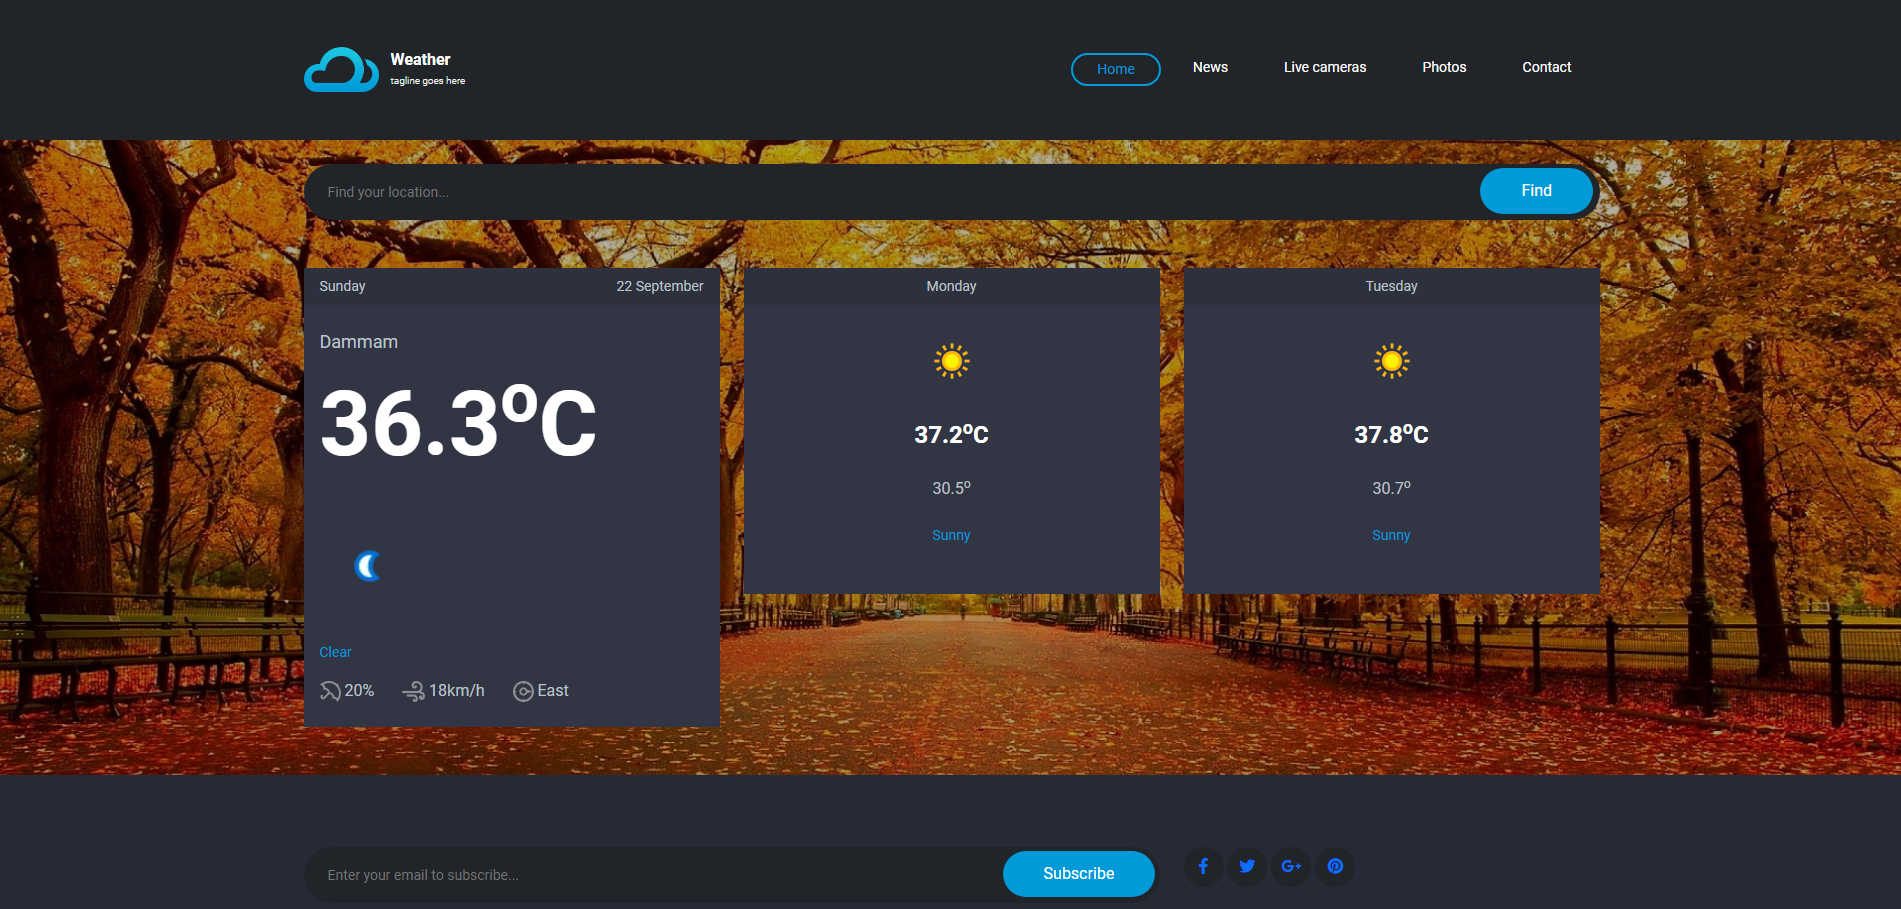 Weather
tagline goes here
Home
News
Live cameras
Photos
Contact
Find your location...
Find
Sunday
22 September
Dammam
36.3°C
Clear
20%
18km/h
East
Monday
37.2°C
30.5°
Sunny
Tuesday
37.8°C
30.7°
Sunny
Enter your email to subscribe...
Subscribe